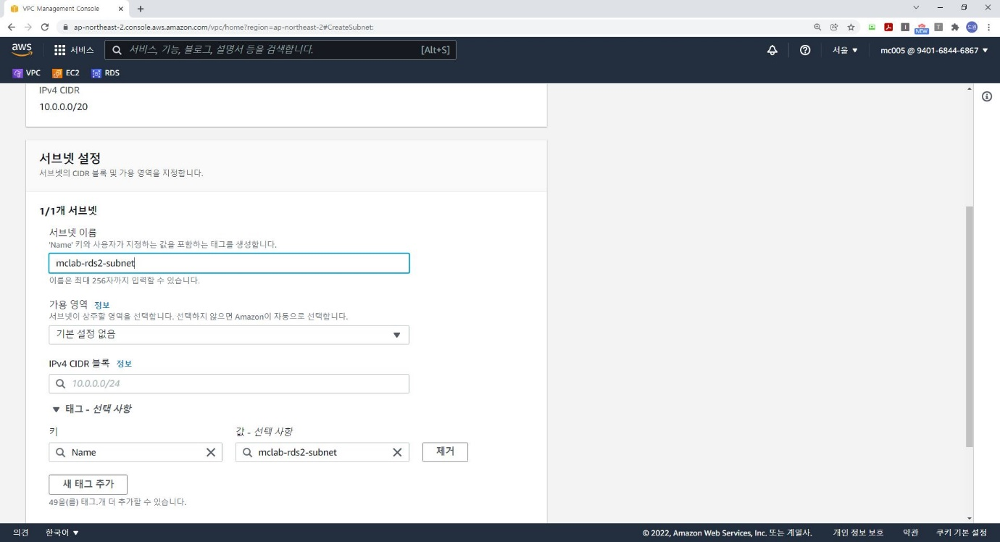 VPC Management Console
ap-northeast-2.console.aws.amazon.com/vpc/home?region=ap-northeast-2#CreateSubnet:
NEW
도원
aws
서비스
서비스, 기능, 블로그, 설명서 등을 검색합니다.
[Alt+S]
서울
mc005 @ 9401-6844-6867
VPC
EC2
RDS
IPv4 CIDR
10.0.0.0/20
서브넷 설정
서브넷의 CIDR 블록 및 가용 영역을 지정합니다.
1/1개 서브넷
서브넷 이름
'Name' 키와 사용자가 지정하는 값을 포함하는 태그를 생성합니다.
mclab-rds2-subnet
이름은 최대 256자까지 입력할 수 있습니다.
가용 영역 정보
서브넷이 상주할 영역을 선택합니다. 선택하지 않으면 Amazon이 자동으로 선택합니다.
기본 설정 없음
IPv4 CIDR 블록 정보
10.0.0.0/24
태그 - 선택 사항
키
값 - 선택 사항
Name
mclab-rds2-subnet
제거
새 태그 추가
49을(를) 태그.개 더 추가할 수 있습니다.
의견
한국어
© 2022, Amazon Web Services, Inc. 또는 계열사.
개인 정보 보호
약관
쿠키 기본 설정